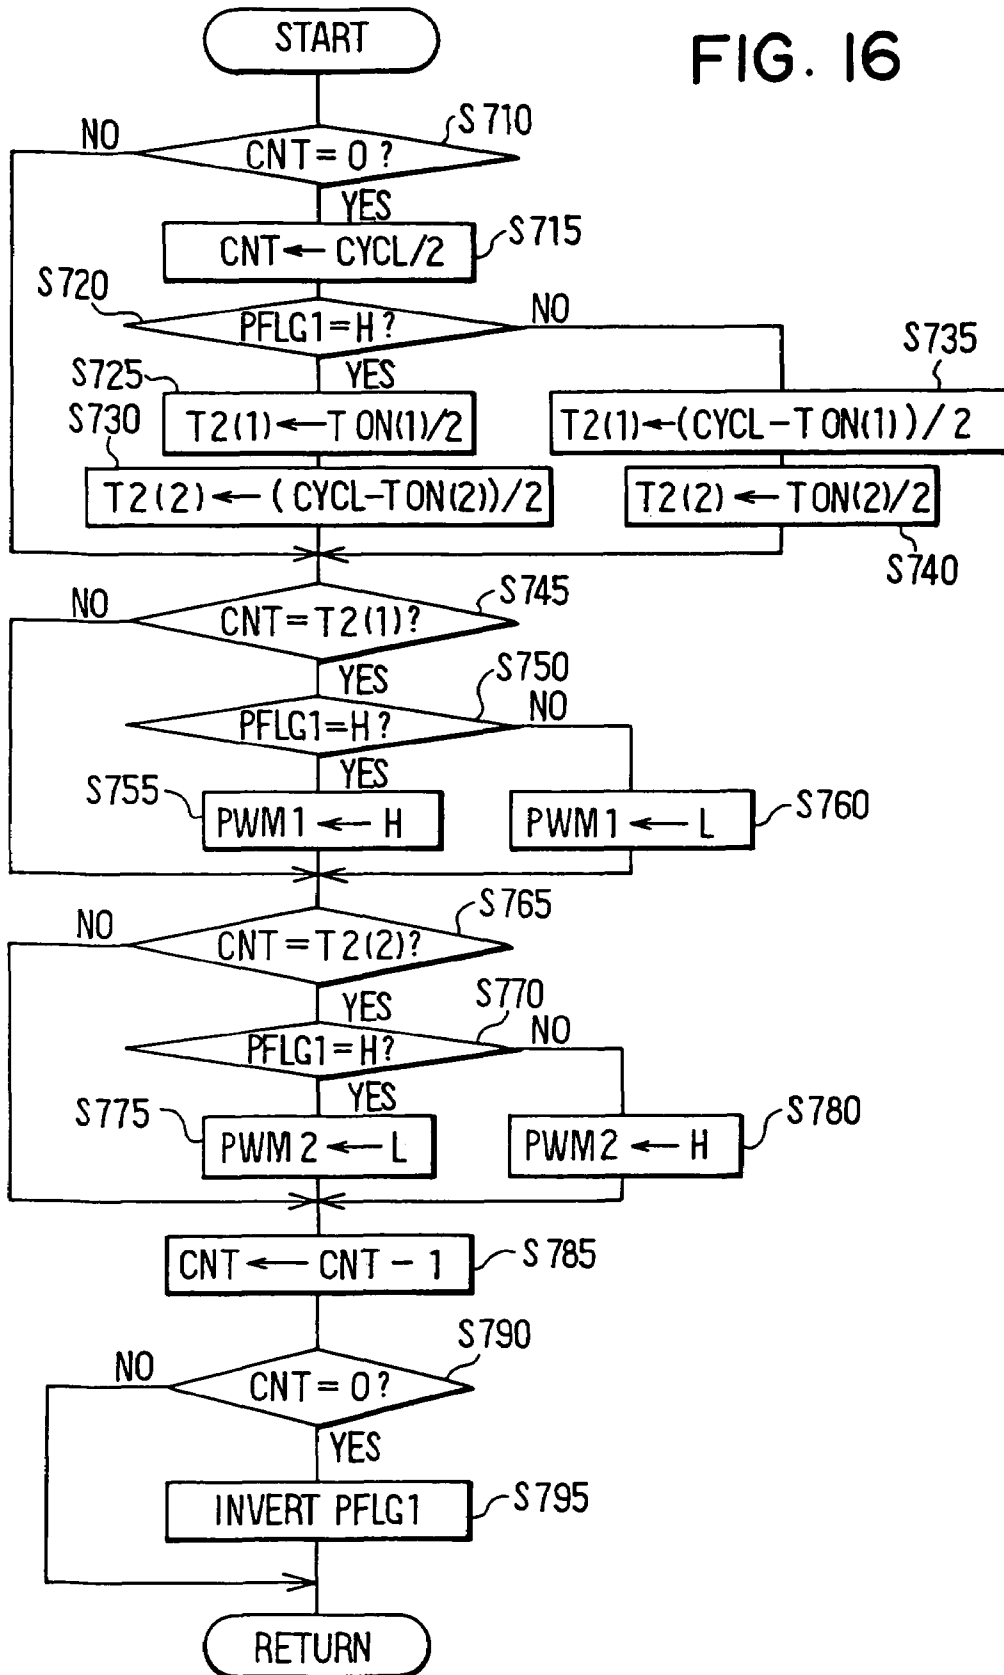 START
FIG. 16
S710
NO
CNT = 0 ?
YES
S715
CNT ← CYCL/2
S720
PFLG1 = H ?
NO
YES
S725
T2(1) ← TON(1)/2
S735
T2(1) ← (CYCL-TON(1))/2
S730
T2(2) ← (CYCL-TON(2))/2
T2(2) ← TON(2)/2
S740
S745
NO
CNT = T2(1) ?
YES
S750
PFLG1 = H ?
NO
YES
S755
PWM1 ← H
PWM1 ← L
S760
S765
NO
CNT = T2(2) ?
YES
S770
PFLG1 = H ?
NO
YES
S775
PWM2 ← L
PWM2 ← H
S780
CNT ← CNT - 1
S785
S790
NO
CNT = 0 ?
YES
INVERT PFLG1
S795
RETURN